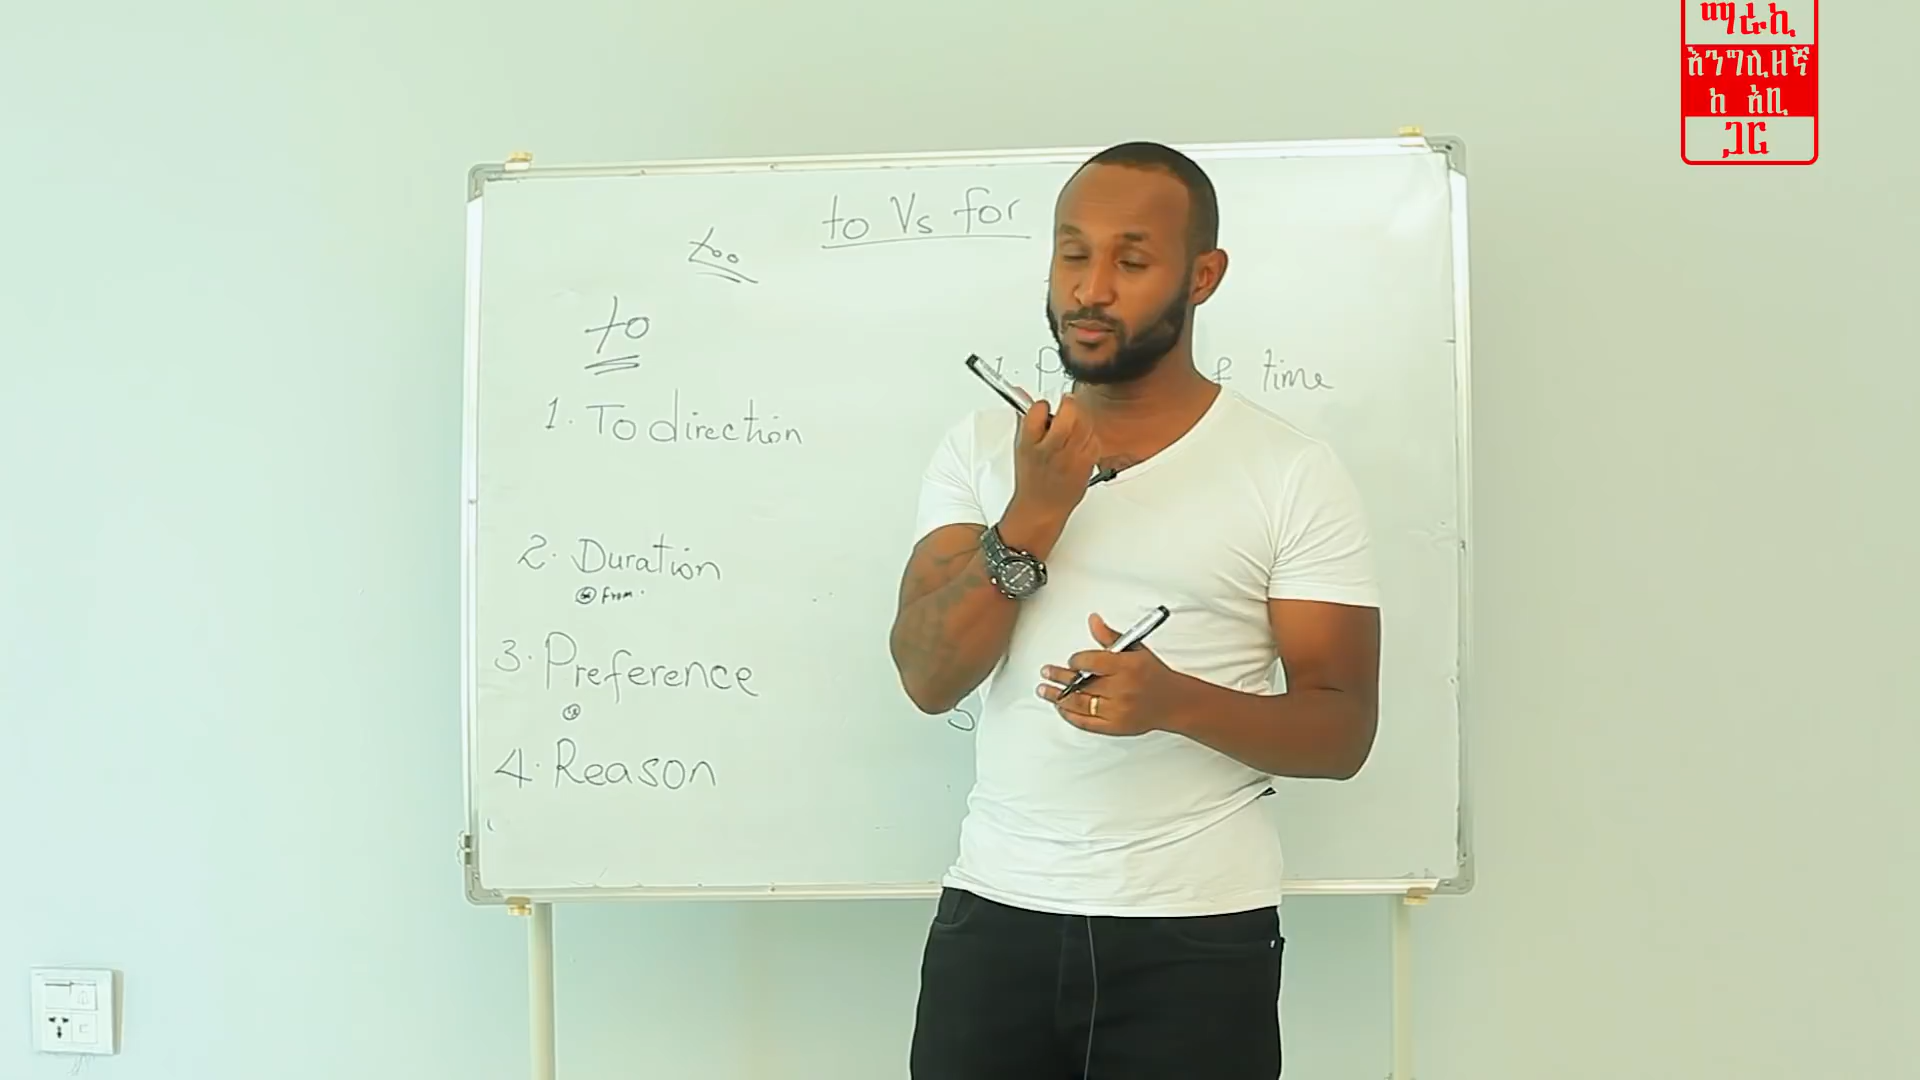 ማራኪ
እንግሊዘኛ
ከ አቢ
ጋር
to Vs for
too
to
1. To direction
2. Duration
from.
3. Preference
4. Reason
1. P
time